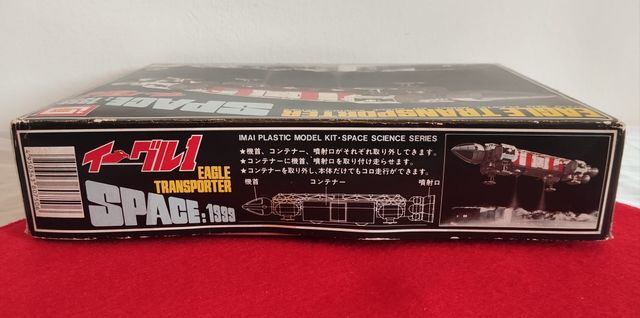 EAGLE TRANSPORTER
SPACE:1999
IMAI
イーグル1
EAGLE
TRANSPORTER
SPACE:1999
IMAI PLASTIC MODEL KIT・SPACE SCIENCE SERIES
★機首、コンテナー、噴射口がそれぞれ取り外しできます。
★コンテナーに機首、噴射口を取り付け走らせます。
★コンテナーを取り外し、本体だけでもコロ走行ができます。
機首 コンテナー 噴射口